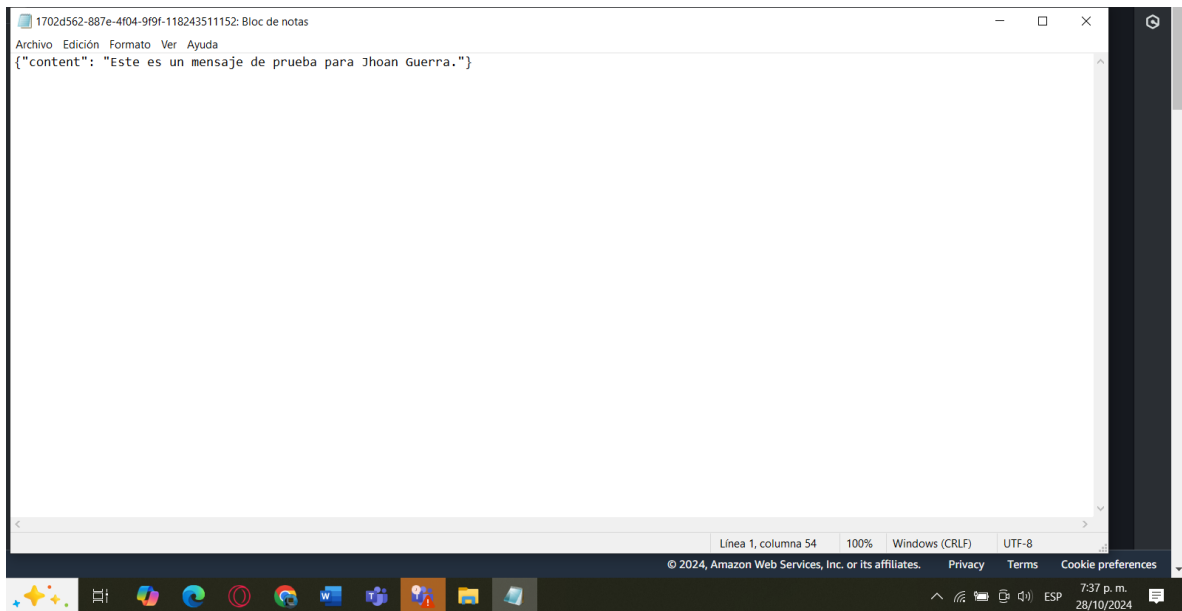 1702d562-887e-4f04-9f9f-118243511152: Bloc de notas
Archivo Edición Formato Ver Ayuda
{"content": "Este es un mensaje de prueba para Jhoan Guerra."}
Línea 1, columna 54 100% Windows (CRLF) UTF-8
© 2024, Amazon Web Services, Inc. or its affiliates. Privacy Terms Cookie preferences
ESP
7:37 p. m.
28/10/2024